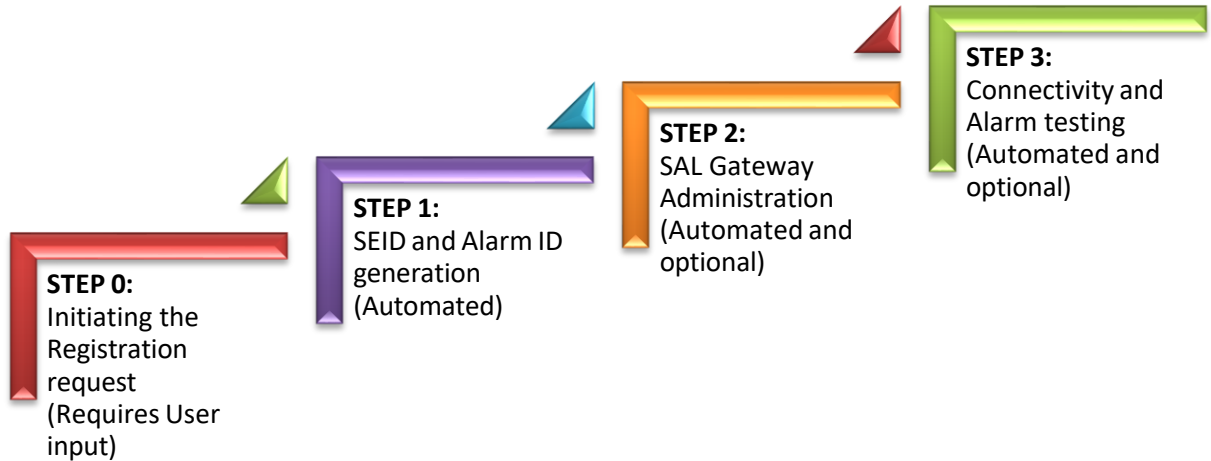 STEP 0:
Initiating the
Registration
request
(Requires User
input)
STEP 1:
SEID and Alarm ID
generation
(Automated)
STEP 2:
SAL Gateway
Administration
(Automated and
optional)
STEP 3:
Connectivity and
Alarm testing
(Automated and
optional)